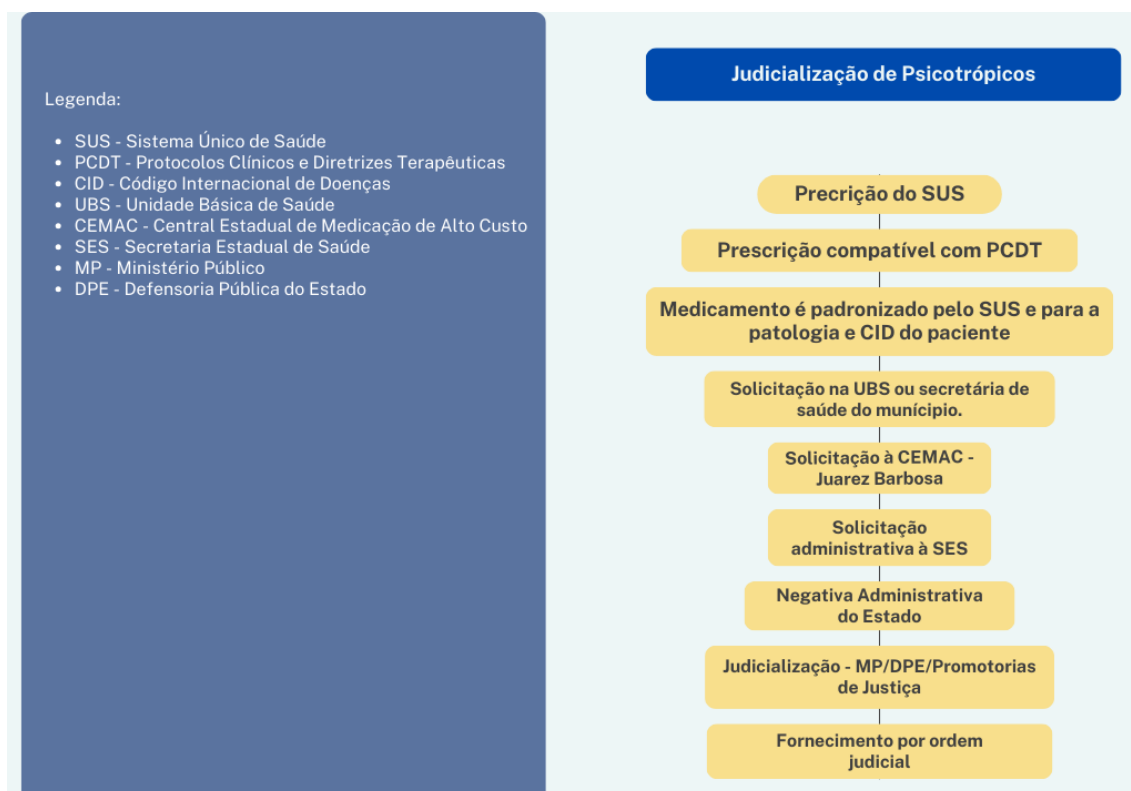 Legenda:
• SUS - Sistema Único de Saúde
• PCDT - Protocolos Clínicos e Diretrizes Terapêuticas
• CID - Código Internacional de Doenças
• UBS - Unidade Básica de Saúde
• CEMAC - Central Estadual de Medicação de Alto Custo
• SES - Secretaria Estadual de Saúde
• MP - Ministério Público
• DPE - Defensoria Pública do Estado
Judicialização de Psicotrópicos
Precrição do SUS
Prescrição compatível com PCDT
Medicamento é padronizado pelo SUS e para a
patologia e CID do paciente
Solicitação na UBS ou secretária de
saúde do munícipio.
Solicitação à CEMAC -
Juarez Barbosa
Solicitação
administrativa à SES
Negativa Administrativa
do Estado
Judicialização - MP/DPE/Promotorias
de Justiça
Fornecimento por ordem
judicial